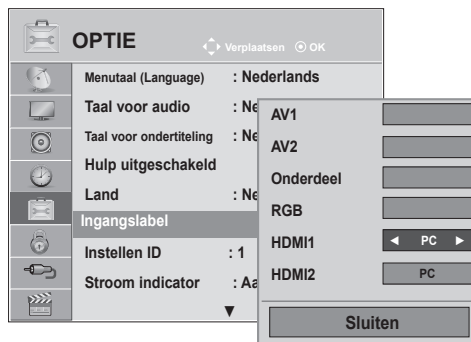 OPTIE
Verplaatsen OK
Menutaal (Language) : Nederlands
Taal voor audio : Ne
Taal voor ondertiteling : Ne
Hulp uitgeschakeld
Land : Ne
Ingangslabel
Instellen ID : 1
Stroom indicator : Aa
▼
AV1
AV2
Onderdeel
RGB
HDMI1 ◄ PC ►
HDMI2 PC
Sluiten